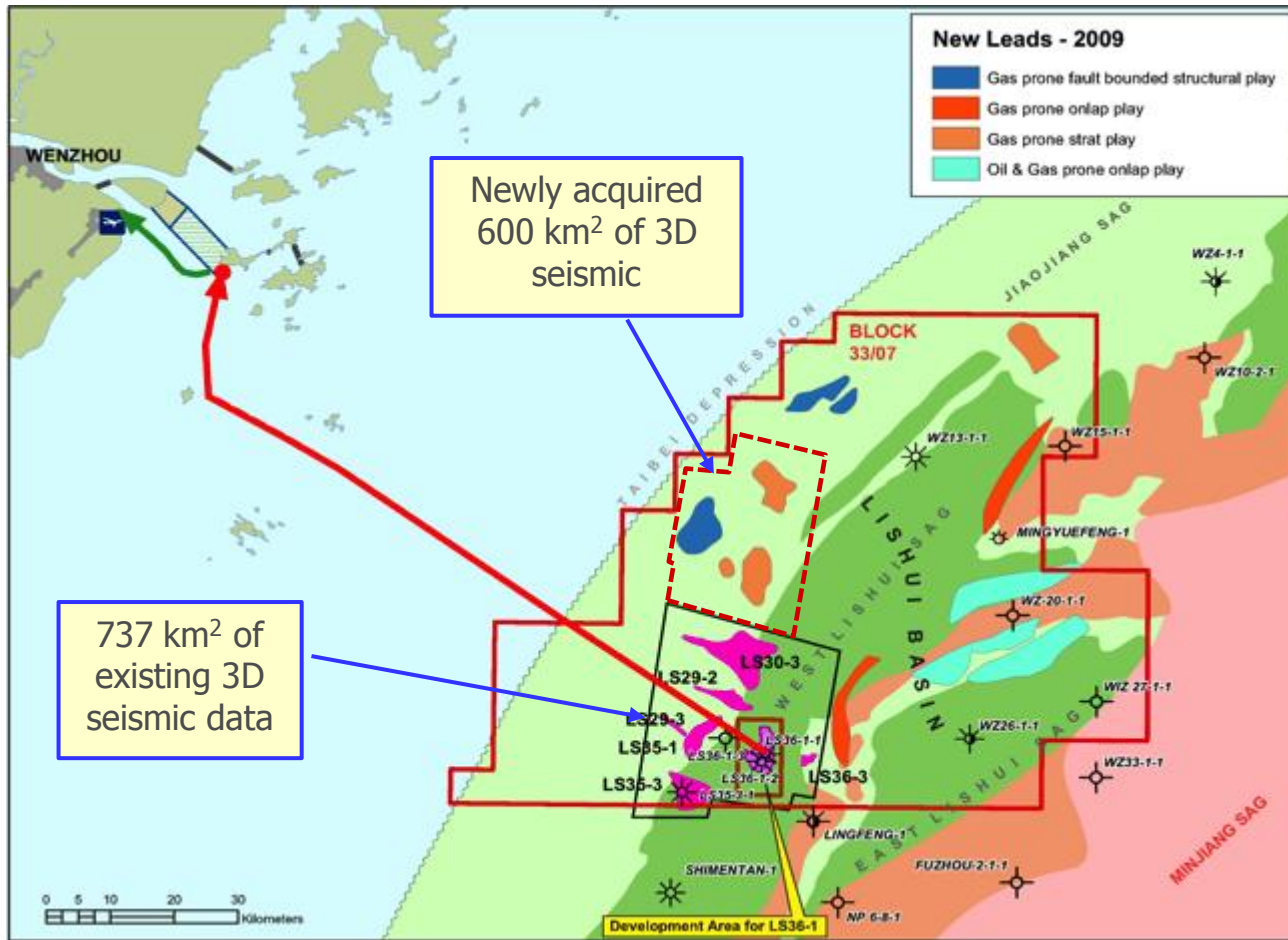 New Leads - 2009
Gas prone fault bounded structural play
Gas prone onlap play
Gas prone strat play
Oil & Gas prone onlap play
WENZHOU
Newly acquired
600 km² of 3D
seismic
JIAOJIANG SAG
WZ4-1-1
TAIBEI DEPRESSION
BLOCK
33/07
WZ10-2-1
WZ13-1-1
WZ15-1-1
LISHUI BASIN
MINGYUEFENG-1
WEST LISHUI SAG
WZ-20-1-1
737 km² of
existing 3D
seismic data
LS30-3
LS29-2
WIZ 27-1-1
LS29-3
WZ26-1-1
LS35-1
LS36-1-1
LS36-1-3
LS36-1-2
LS36-3
WZ33-1-1
LS35-3
LS35-3-1
EAST LISHUI SAG
LINGFENG-1
MINJIANG SAG
SHIMENTAN-1
FUZHOU-2-1-1
NP 6-8-1
0 5 10 20 30
Kilometers
Development Area for LS36-1